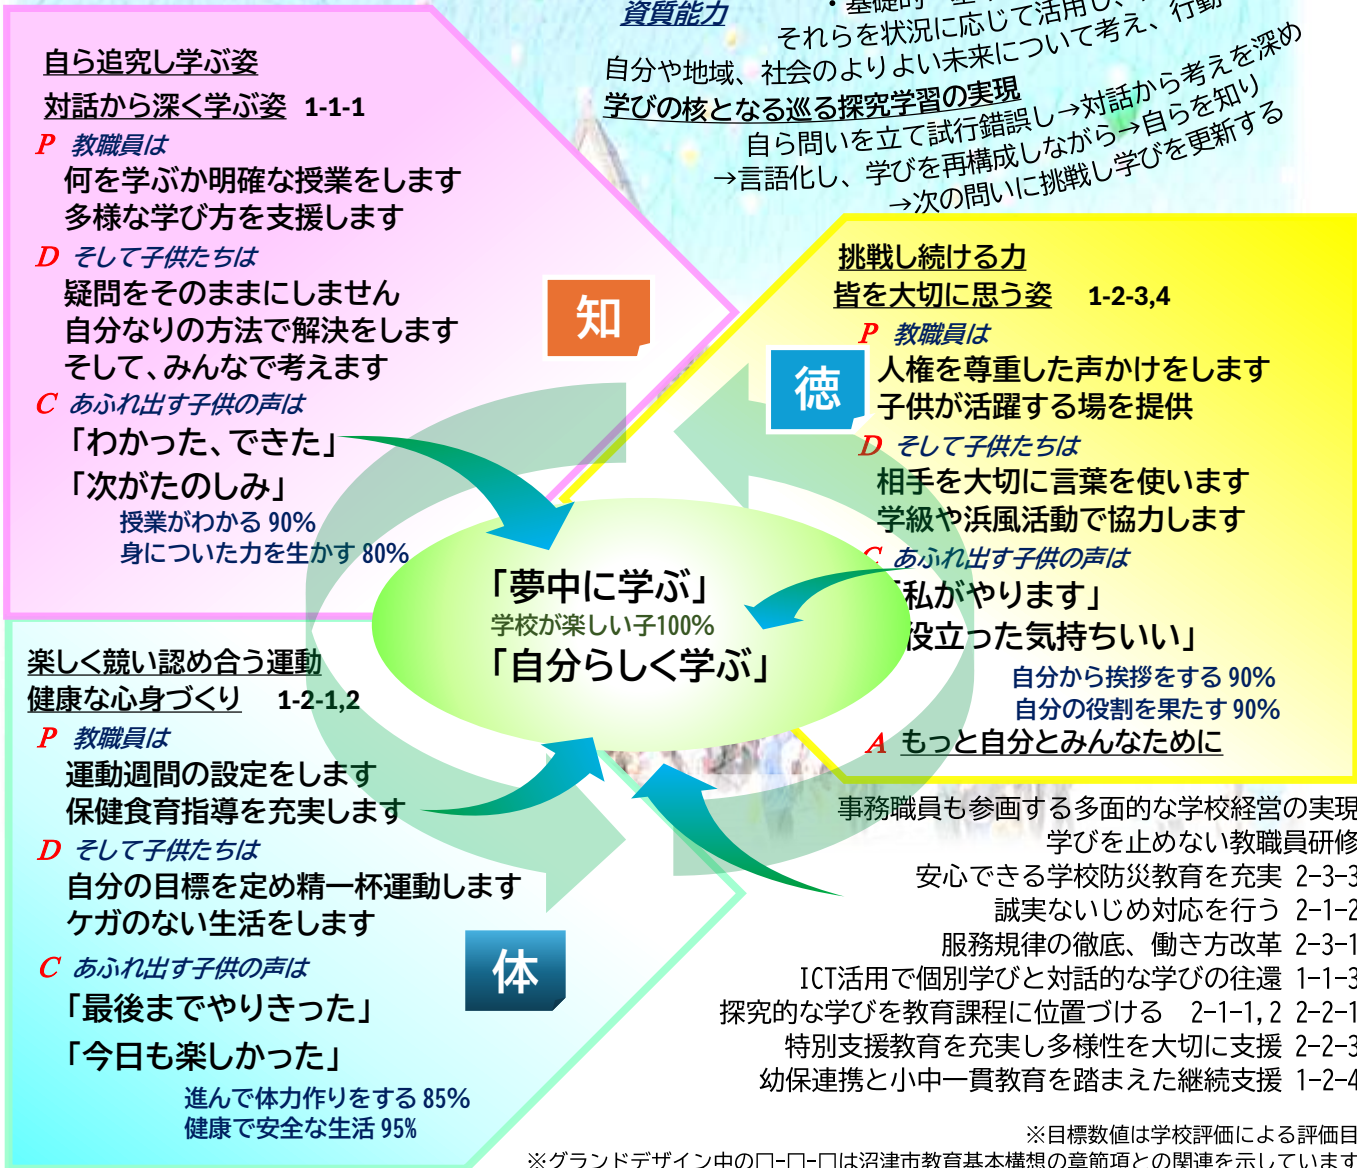 資質能力
・基礎的
それらを状況に応じて活用し、
自分や地域、社会のよりよい未来について考え、行動
学びの核となる巡る探究学習の実現
自ら問いを立て試行錯誤し→対話から考えを深め
→言語化し、学びを再構成しながら→自らを知り
→次の問いに挑戦し学びを更新する
自ら追究し学ぶ姿
対話から深く学ぶ姿 1-1-1
P 教職員は
何を学ぶか明確な授業をします
多様な学び方を支援します
D そして子供たちは
疑問をそのままにしません
自分なりの方法で解決をします
そして、みんなで考えます
C あふれ出す子供の声は
「わかった、できた」
「次がたのしみ」
授業がわかる 90%
身についた力を生かす 80%
知
挑戦し続ける力
皆を大切に思う姿 1-2-3,4
P 教職員は
人権を尊重した声かけをします
子供が活躍する場を提供
D そして子供たちは
相手を大切に言葉を使います
学級や浜風活動で協力します
C あふれ出す子供の声は
「私がやります」
役立った気持ちいい」
自分から挨拶をする 90%
自分の役割を果たす 90%
A もっと自分とみんなために
徳
「夢中に学ぶ」
学校が楽しい子100%
「自分らしく学ぶ」
楽しく競い認め合う運動
健康な心身づくり 1-2-1,2
P 教職員は
運動週間の設定をします
保健食育指導を充実します
D そして子供たちは
自分の目標を定め精一杯運動します
ケガのない生活をします
C あふれ出す子供の声は
「最後までやりきった」
「今日も楽しかった」
進んで体力作りをする 85%
健康で安全な生活 95%
体
事務職員も参画する多面的な学校経営の実現
学びを止めない教職員研修
安心できる学校防災教育を充実 2-3-3
誠実ないじめ対応を行う 2-1-2
服務規律の徹底、働き方改革 2-3-1
ICT活用で個別学びと対話的な学びの往還 1-1-3
探究的な学びを教育課程に位置づける 2-1-1,2 2-2-1
特別支援教育を充実し多様性を大切に支援 2-2-3
幼保連携と小中一貫教育を踏まえた継続支援 1-2-4
※目標数値は学校評価による評価目
※グランドデザイン中の□-□-□は沼津市教育基本構想の章節項との関連を示しています